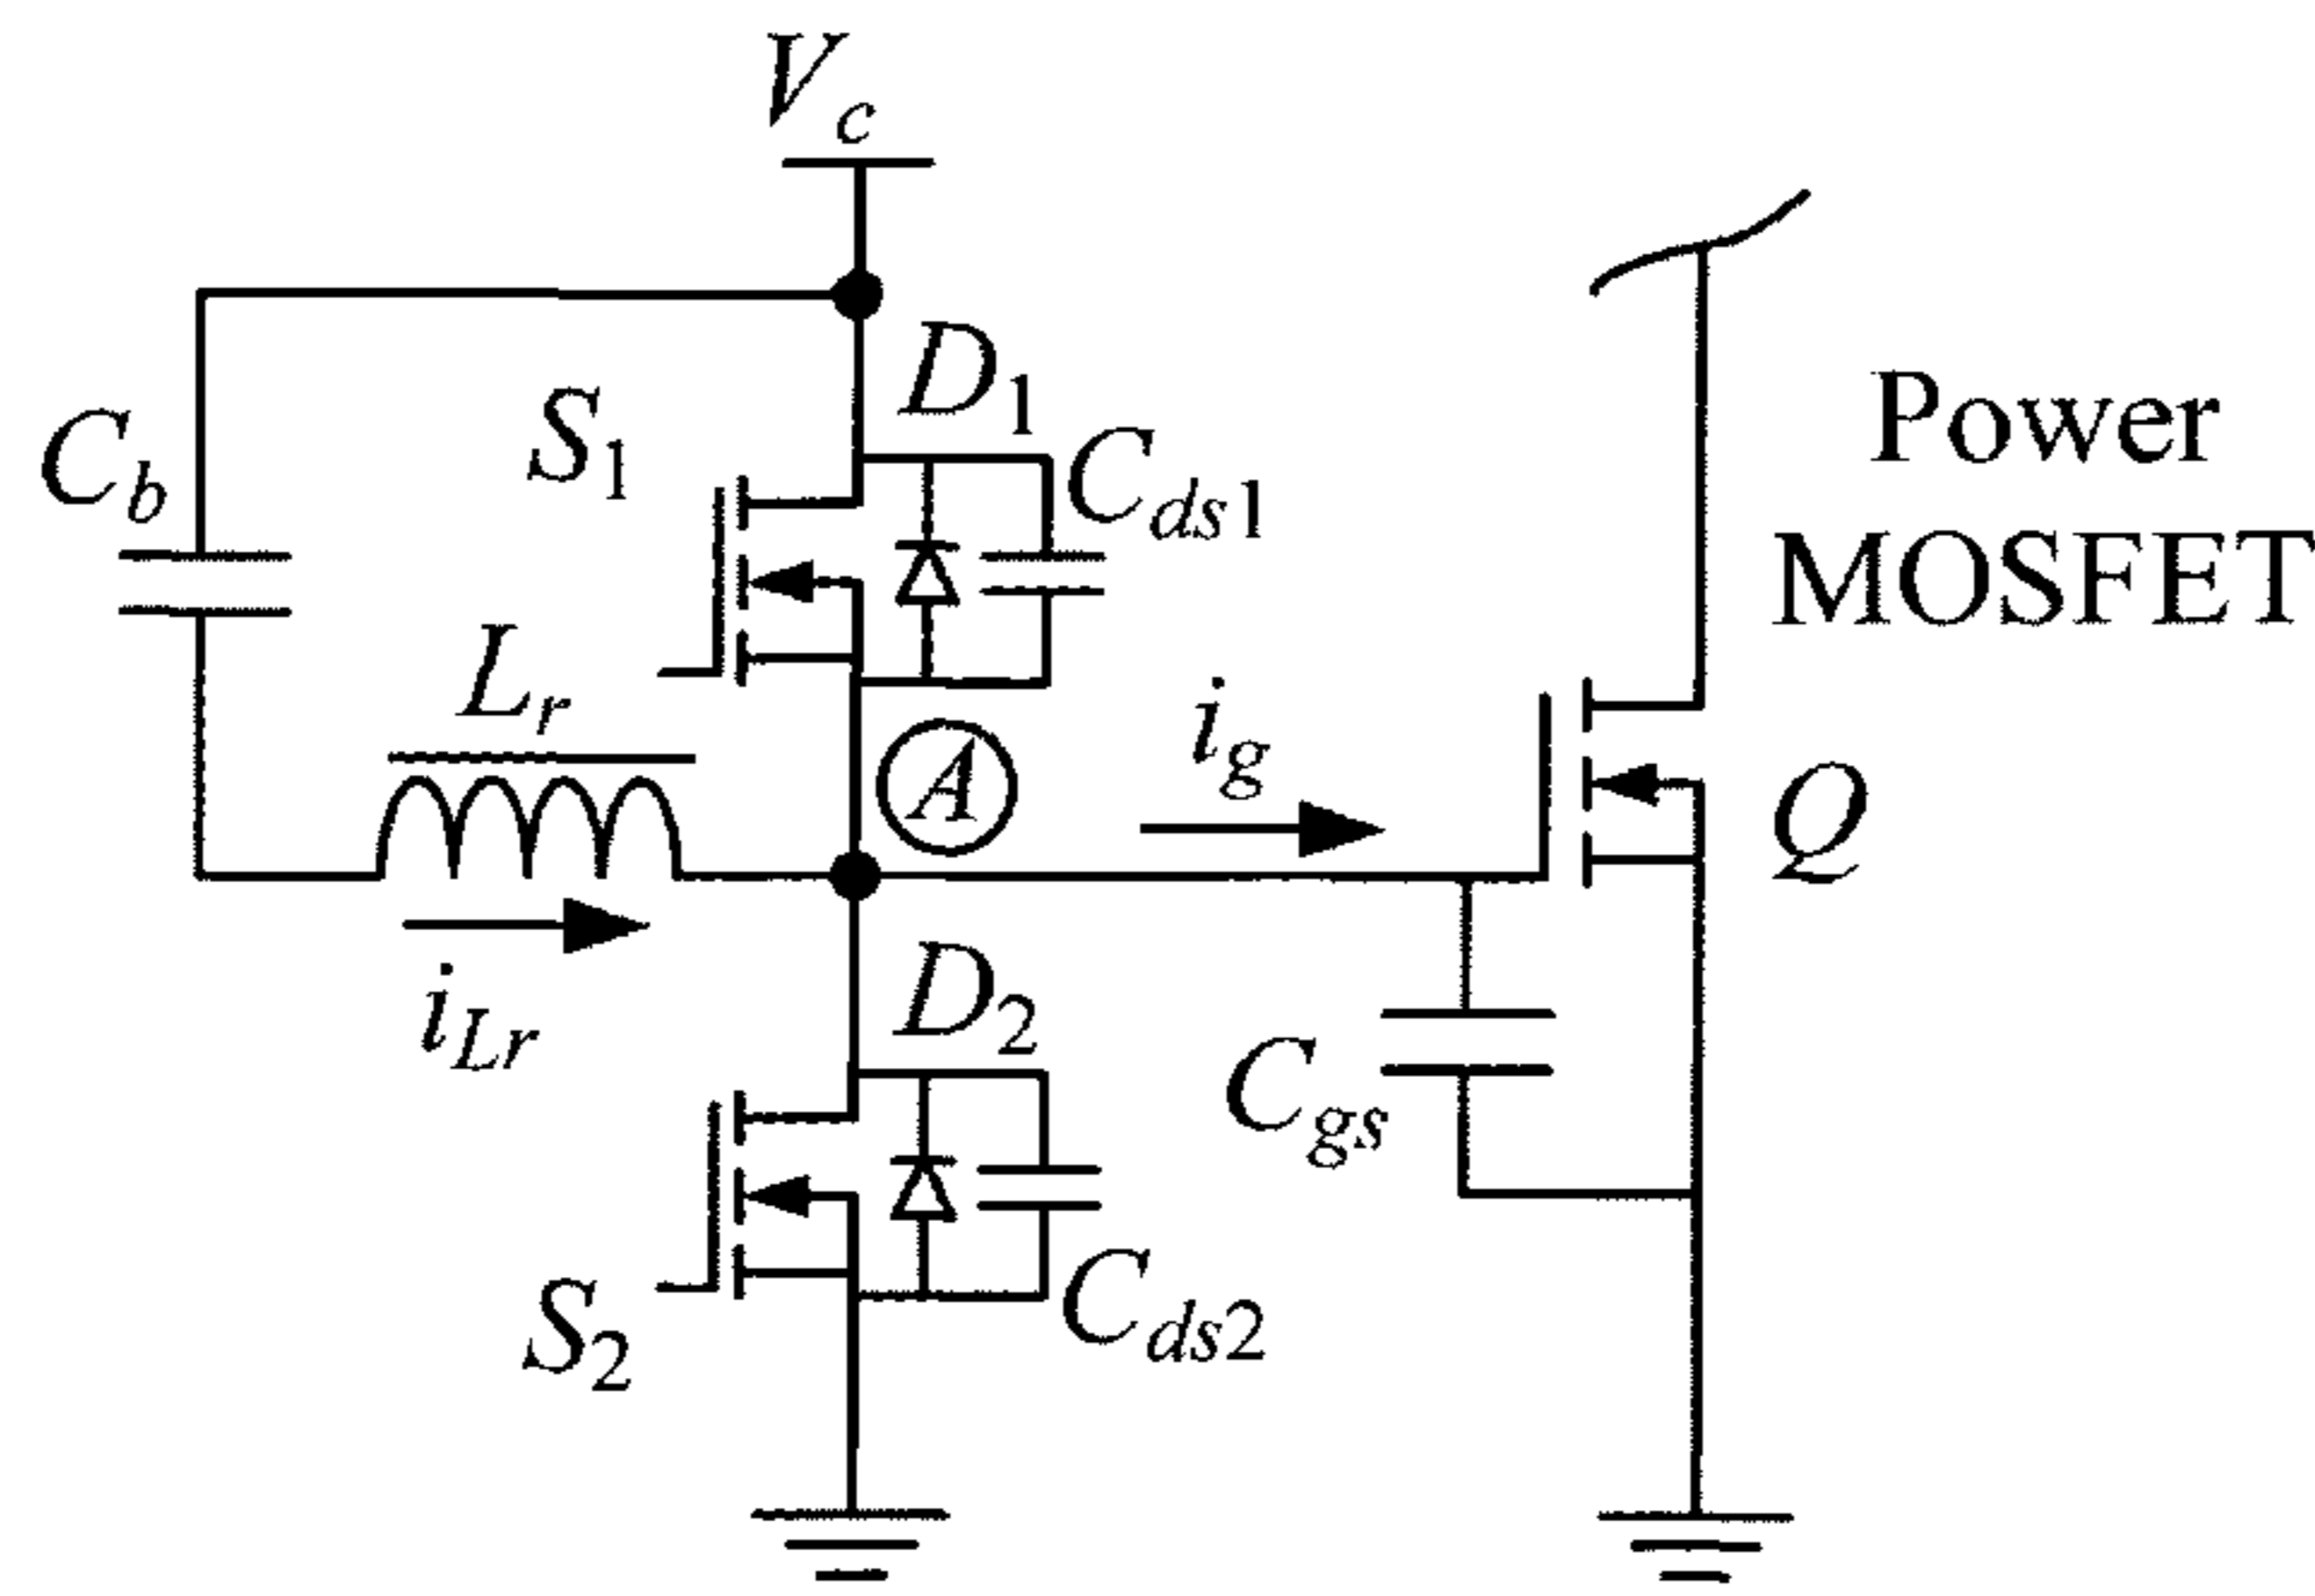 V_c
D_1
S_1
C_ds1
C_b
Power
MOSFET
L_r
i_g
A
Q
i_Lr
D_2
C_gs
S_2
C_ds2